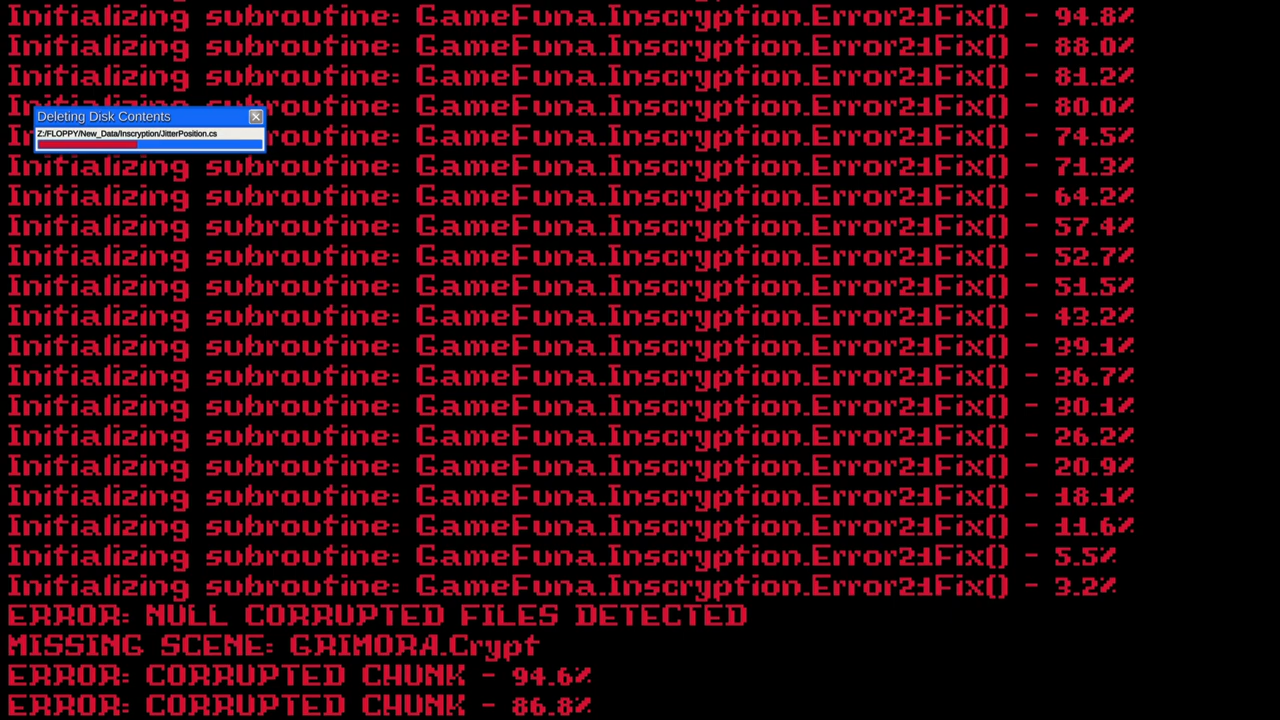 Initializing subroutine: GameFuna.Inscryption.Error21Fix() - 94.8%
Initializing subroutine: GameFuna.Inscryption.Error21Fix() - 88.0%
Initializing subroutine: GameFuna.Inscryption.Error21Fix() - 81.2%
Initializing subroutine: GameFuna.Inscryption.Error21Fix() - 80.0%
Deleting Disk Contents
Z:/FLOPPY/New_Data/Inscryption/JitterPosition.cs
In routine: GameFuna.Inscryption.Error21Fix() - 74.5%
Initializing subroutine: GameFuna.Inscryption.Error21Fix() - 71.3%
Initializing subroutine: GameFuna.Inscryption.Error21Fix() - 64.2%
Initializing subroutine: GameFuna.Inscryption.Error21Fix() - 57.4%
Initializing subroutine: GameFuna.Inscryption.Error21Fix() - 52.7%
Initializing subroutine: GameFuna.Inscryption.Error21Fix() - 51.5%
Initializing subroutine: GameFuna.Inscryption.Error21Fix() - 43.2%
Initializing subroutine: GameFuna.Inscryption.Error21Fix() - 39.1%
Initializing subroutine: GameFuna.Inscryption.Error21Fix() - 36.7%
Initializing subroutine: GameFuna.Inscryption.Error21Fix() - 30.1%
Initializing subroutine: GameFuna.Inscryption.Error21Fix() - 26.2%
Initializing subroutine: GameFuna.Inscryption.Error21Fix() - 20.9%
Initializing subroutine: GameFuna.Inscryption.Error21Fix() - 18.1%
Initializing subroutine: GameFuna.Inscryption.Error21Fix() - 11.6%
Initializing subroutine: GameFuna.Inscryption.Error21Fix() - 5.5%
Initializing subroutine: GameFuna.Inscryption.Error21Fix() - 3.2%
ERROR: NULL CORRUPTED FILES DETECTED
MISSING SCENE: GRIMORA.Crypt
ERROR: CORRUPTED CHUNK - 94.6%
ERROR: CORRUPTED CHUNK - 86.8%